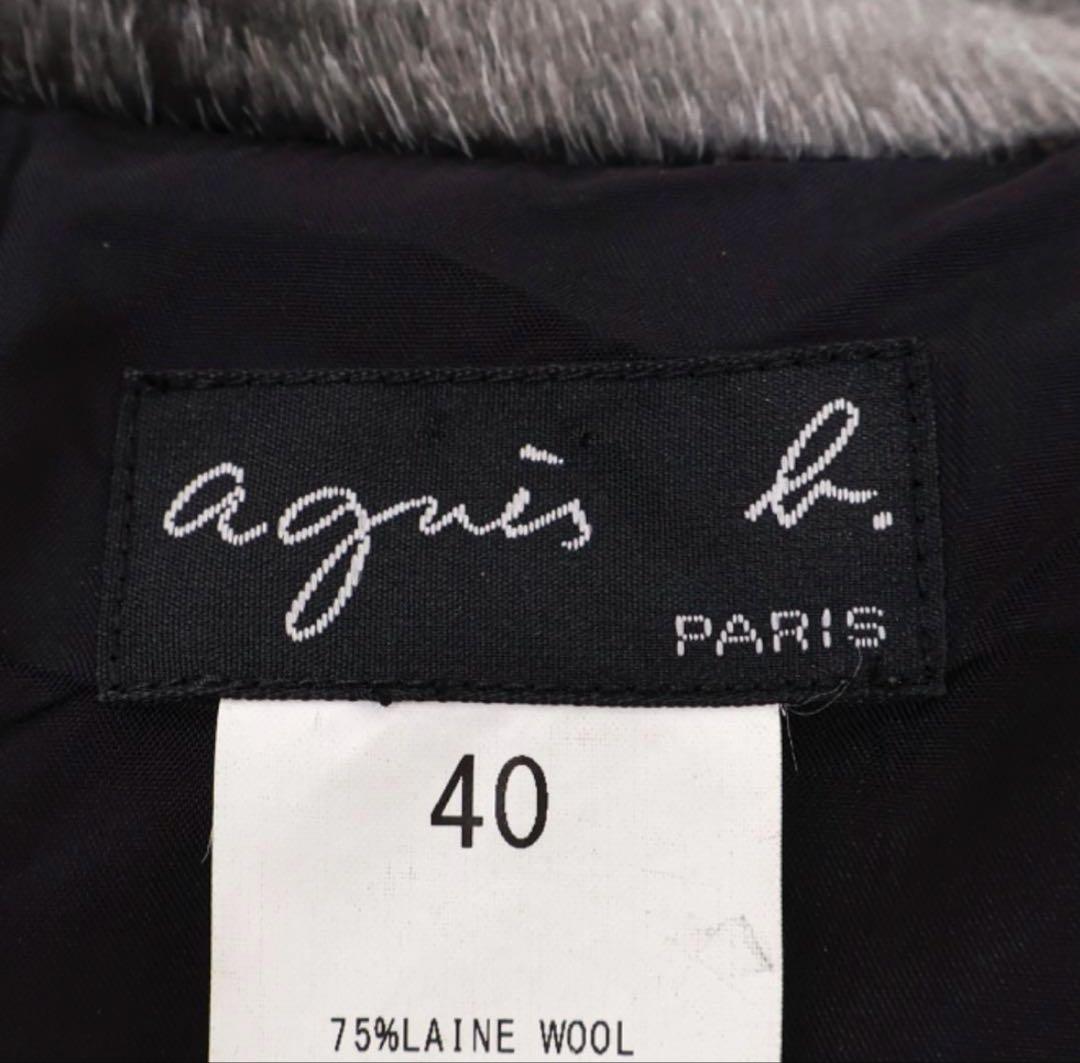 agnès b.
PARIS
40
75%LAINE WOOL